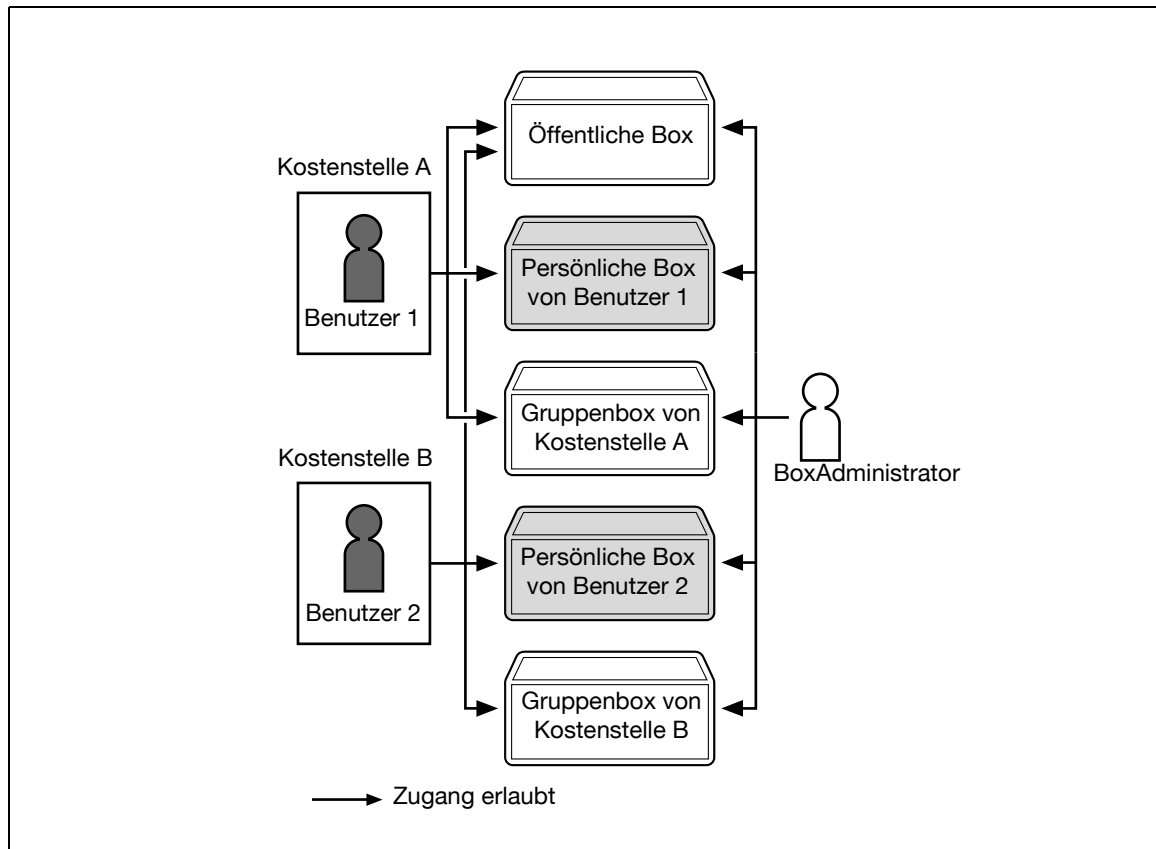 Öffentliche Box
Kostenstelle A
Benutzer 1
Persönliche Box
von Benutzer 1
Gruppenbox von
Kostenstelle A
BoxAdministrator
Kostenstelle B
Benutzer 2
Persönliche Box
von Benutzer 2
Gruppenbox von
Kostenstelle B
Zugang erlaubt